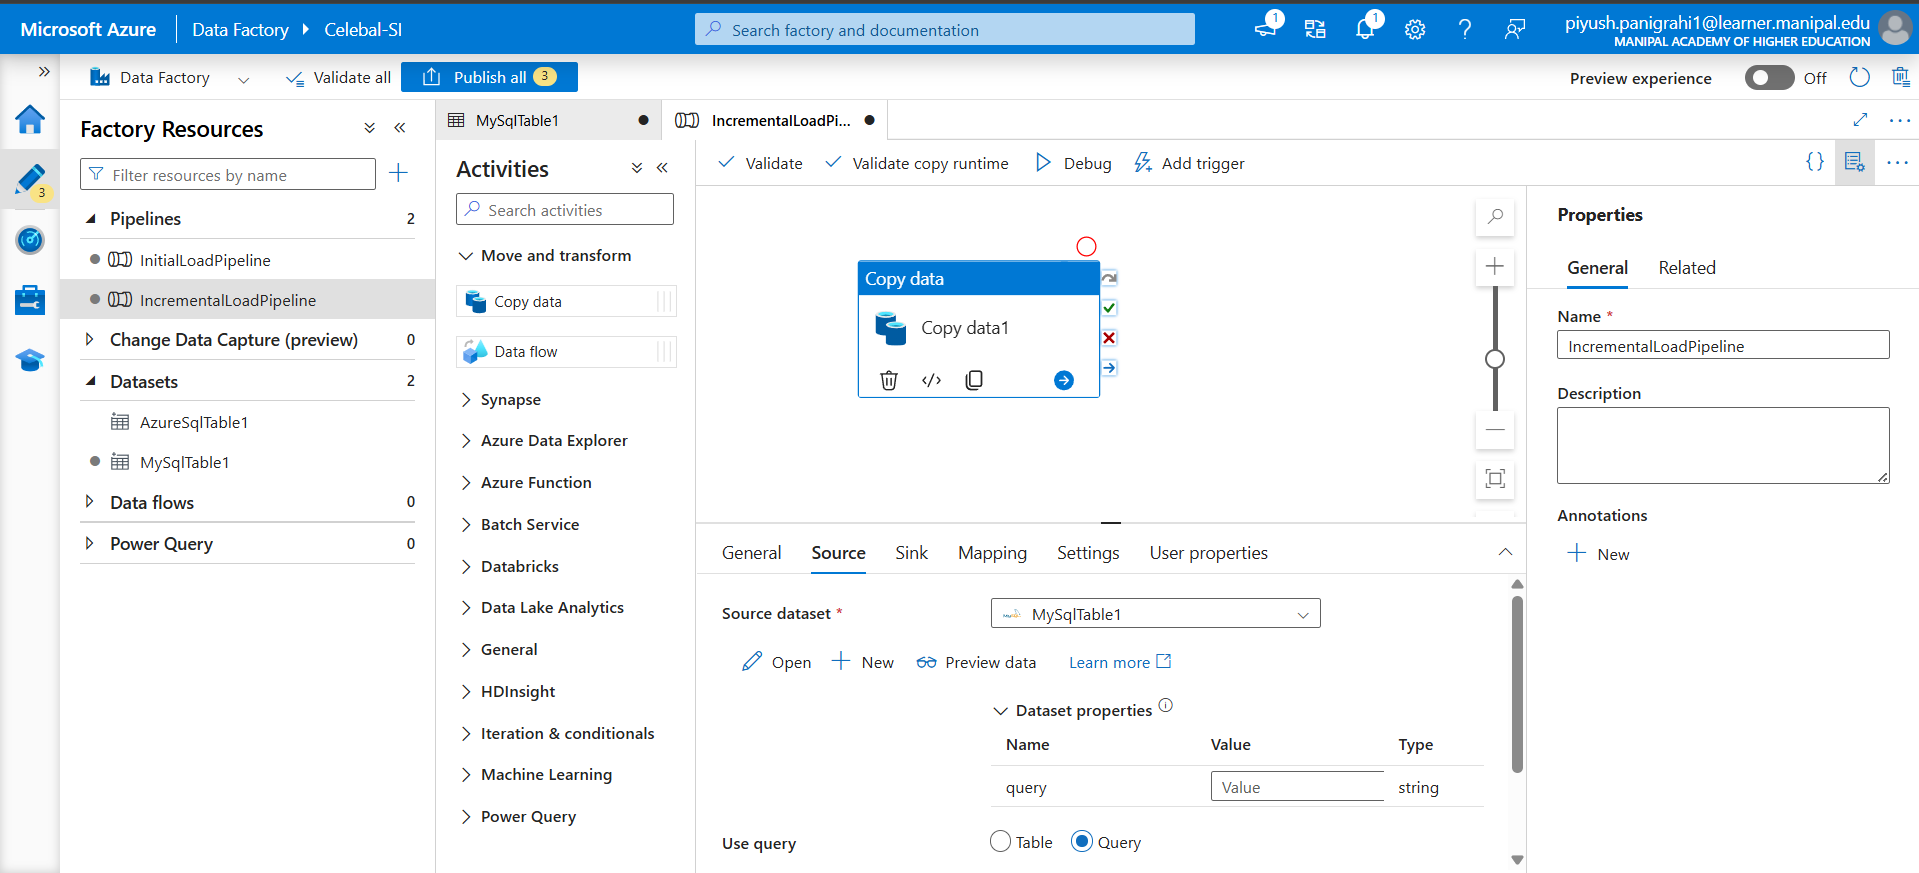 Microsoft Azure
Data Factory
Celebal-SI
Search factory and documentation
1
1
piyush.panigrahi1@learner.manipal.edu
MANIPAL ACADEMY OF HIGHER EDUCATION
Data Factory
Validate all
Publish all
3
Preview experience
Off
3
Factory Resources
Filter resources by name
Pipelines
2
InitialLoadPipeline
IncrementalLoadPipeline
Change Data Capture (preview)
0
Datasets
2
AzureSqlTable1
MySqlTable1
Data flows
0
Power Query
0
MySqlTable1
IncrementalLoadPi...
Activities
Search activities
Move and transform
Copy data
Data flow
Synapse
Azure Data Explorer
Azure Function
Batch Service
Databricks
Data Lake Analytics
General
HDInsight
Iteration & conditionals
Machine Learning
Power Query
Validate
Validate copy runtime
Debug
Add trigger
Copy data
Copy data1
General
Source
Sink
Mapping
Settings
User properties
Source dataset *
MySqlTable1
Open
New
Preview data
Learn more
Dataset properties
Name
Value
Type
query
Value
string
Use query
Table
Query
Properties
General
Related
Name *
IncrementalLoadPipeline
Description
Annotations
New